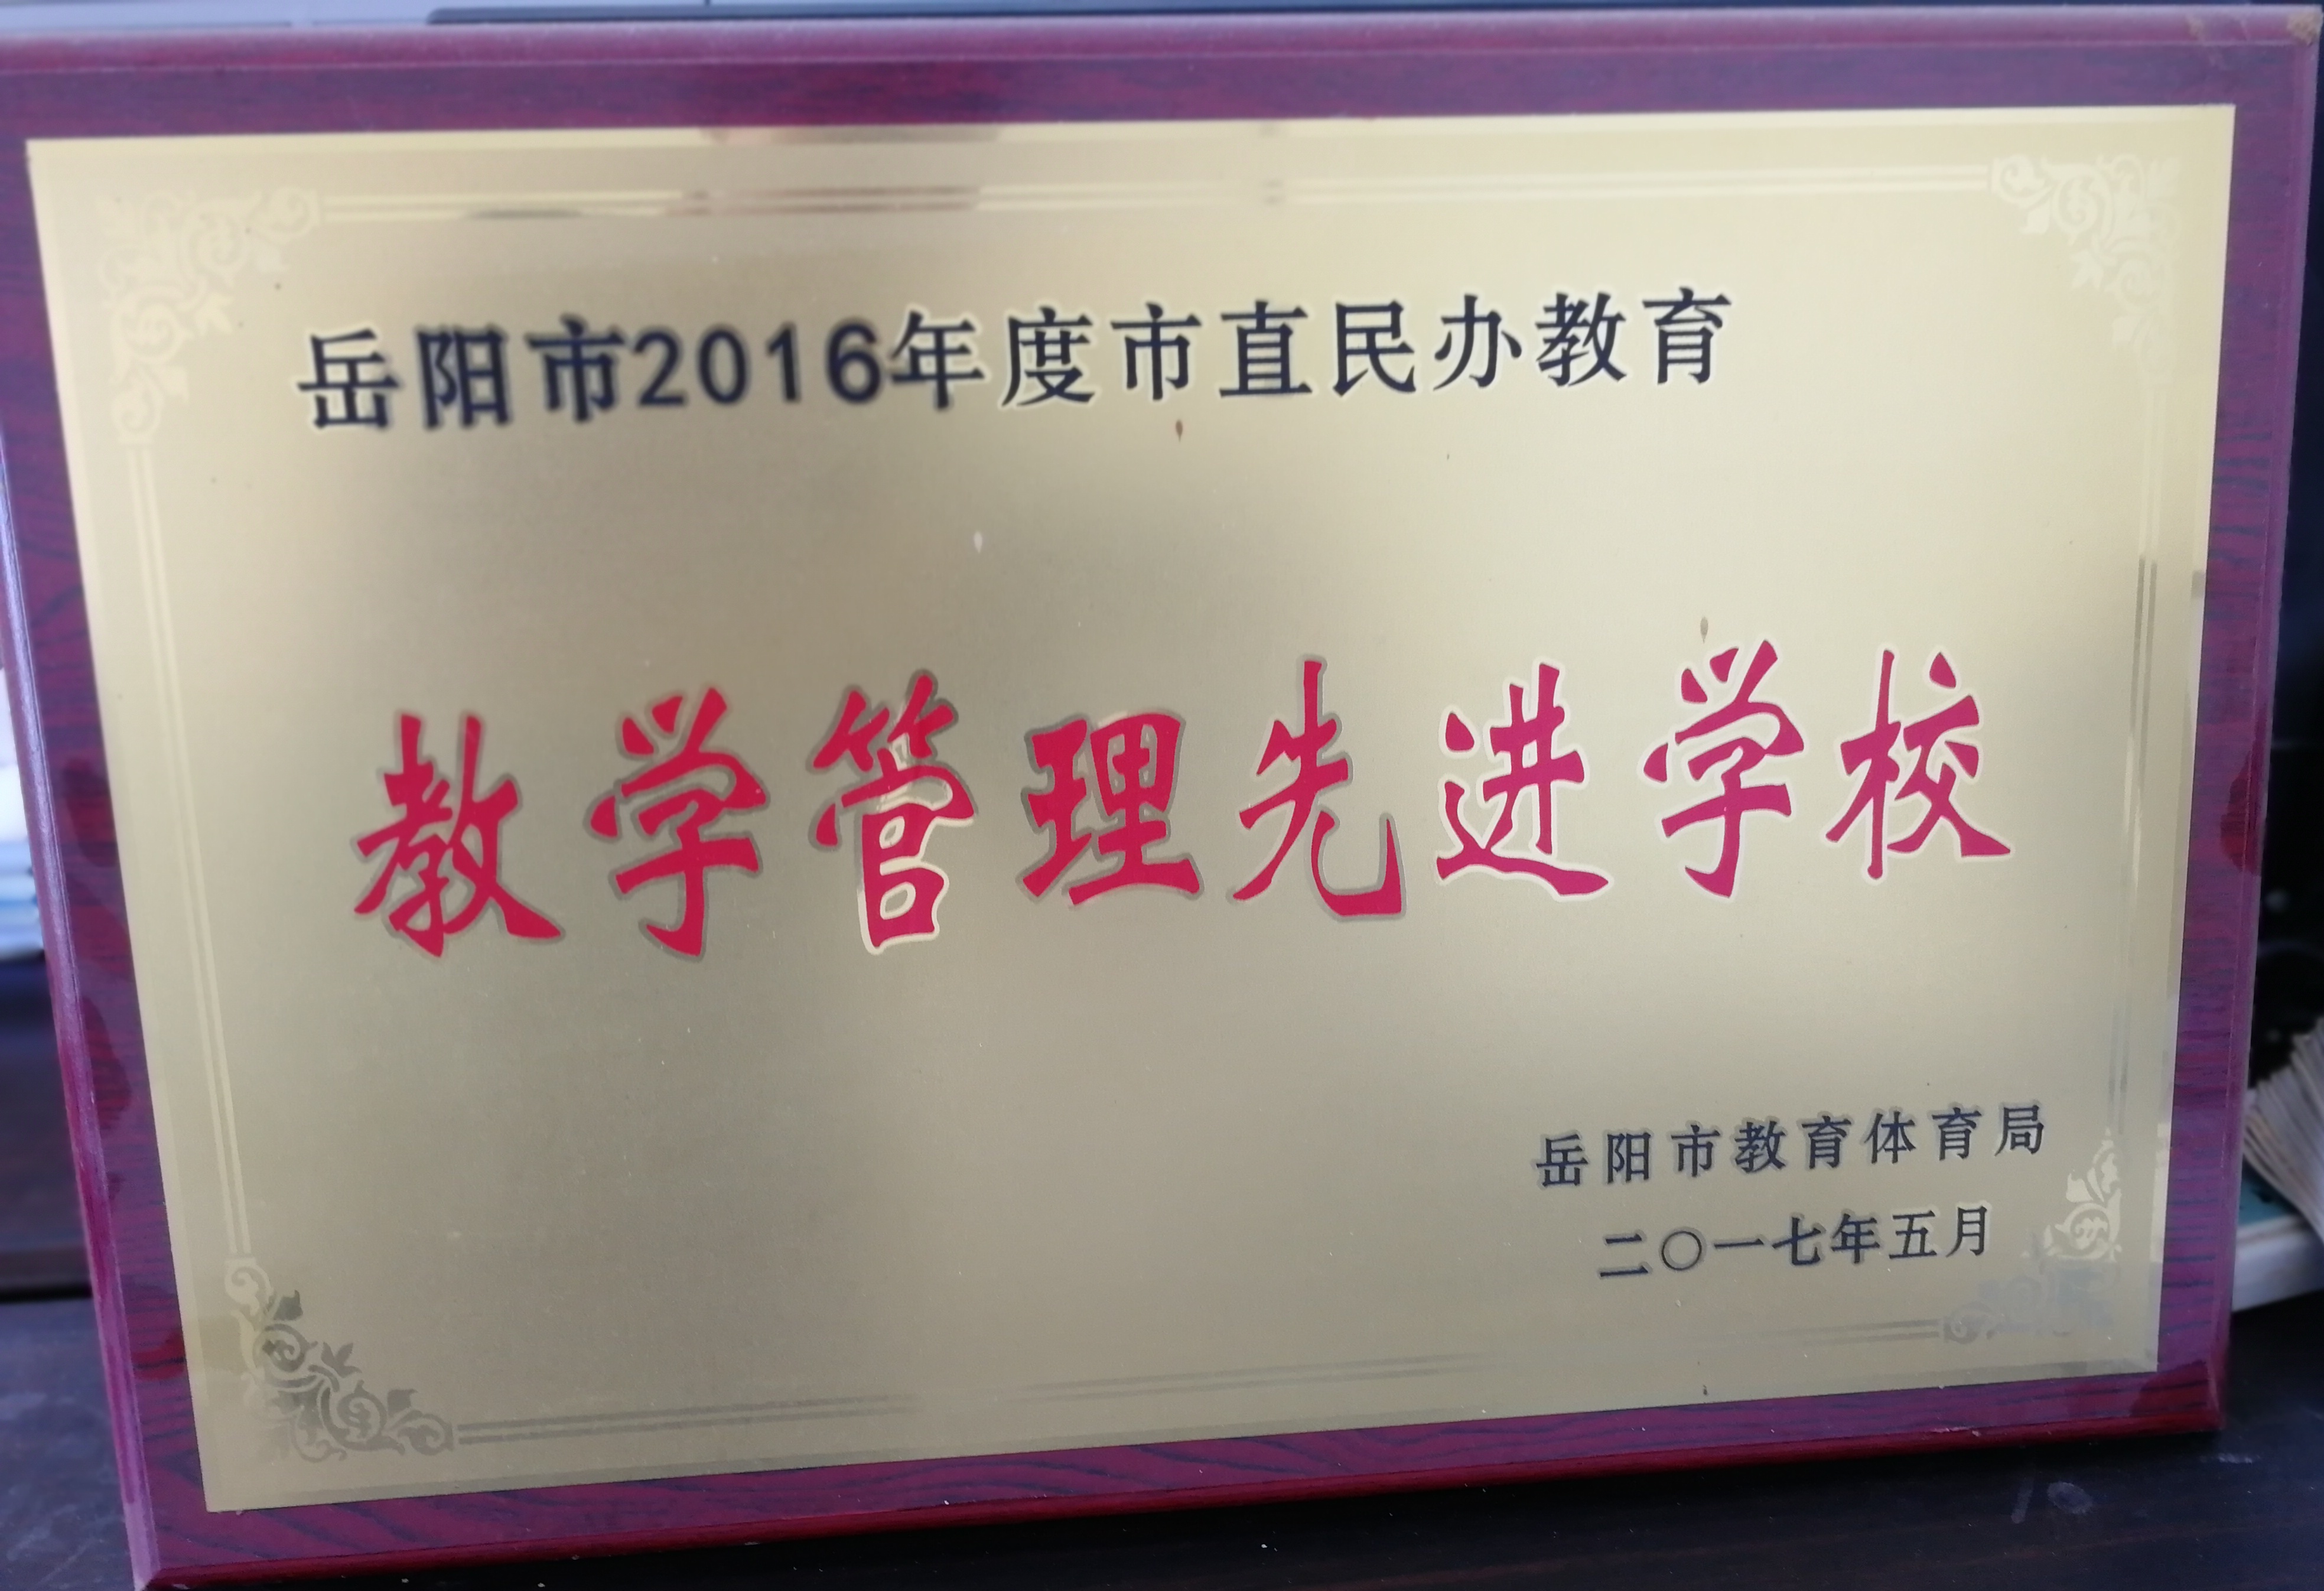 岳阳市2016年度市直民办教育
教学管理先进学校
岳阳市教育体育局
二〇一七年五月